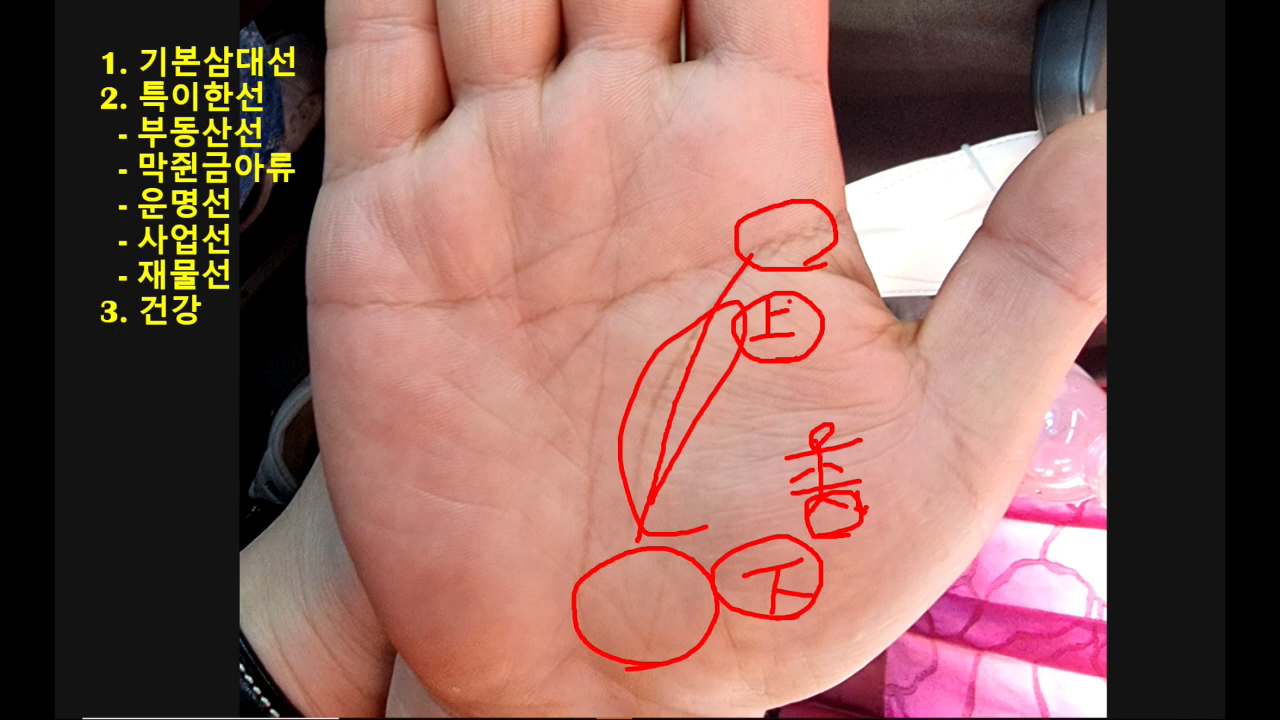 1. 기본삼대선
2. 특이한선
- 부동산선
- 막쥔금아류
- 운명선
- 사업선
- 재물선
3. 건강
上
下